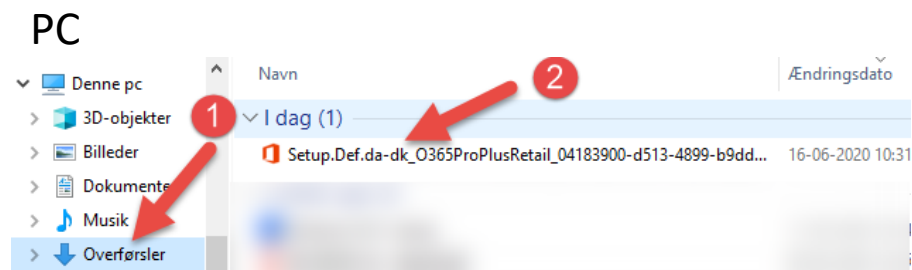 PC
Denne pc
3D-objekter
Billeder
Dokumente
Musik
Overførsler
1
Navn
2
Ændringsdato
I dag (1)
Setup.Def.da-dk_O365ProPlusRetail_04183900-d513-4899-b9dd...
16-06-2020 10:31